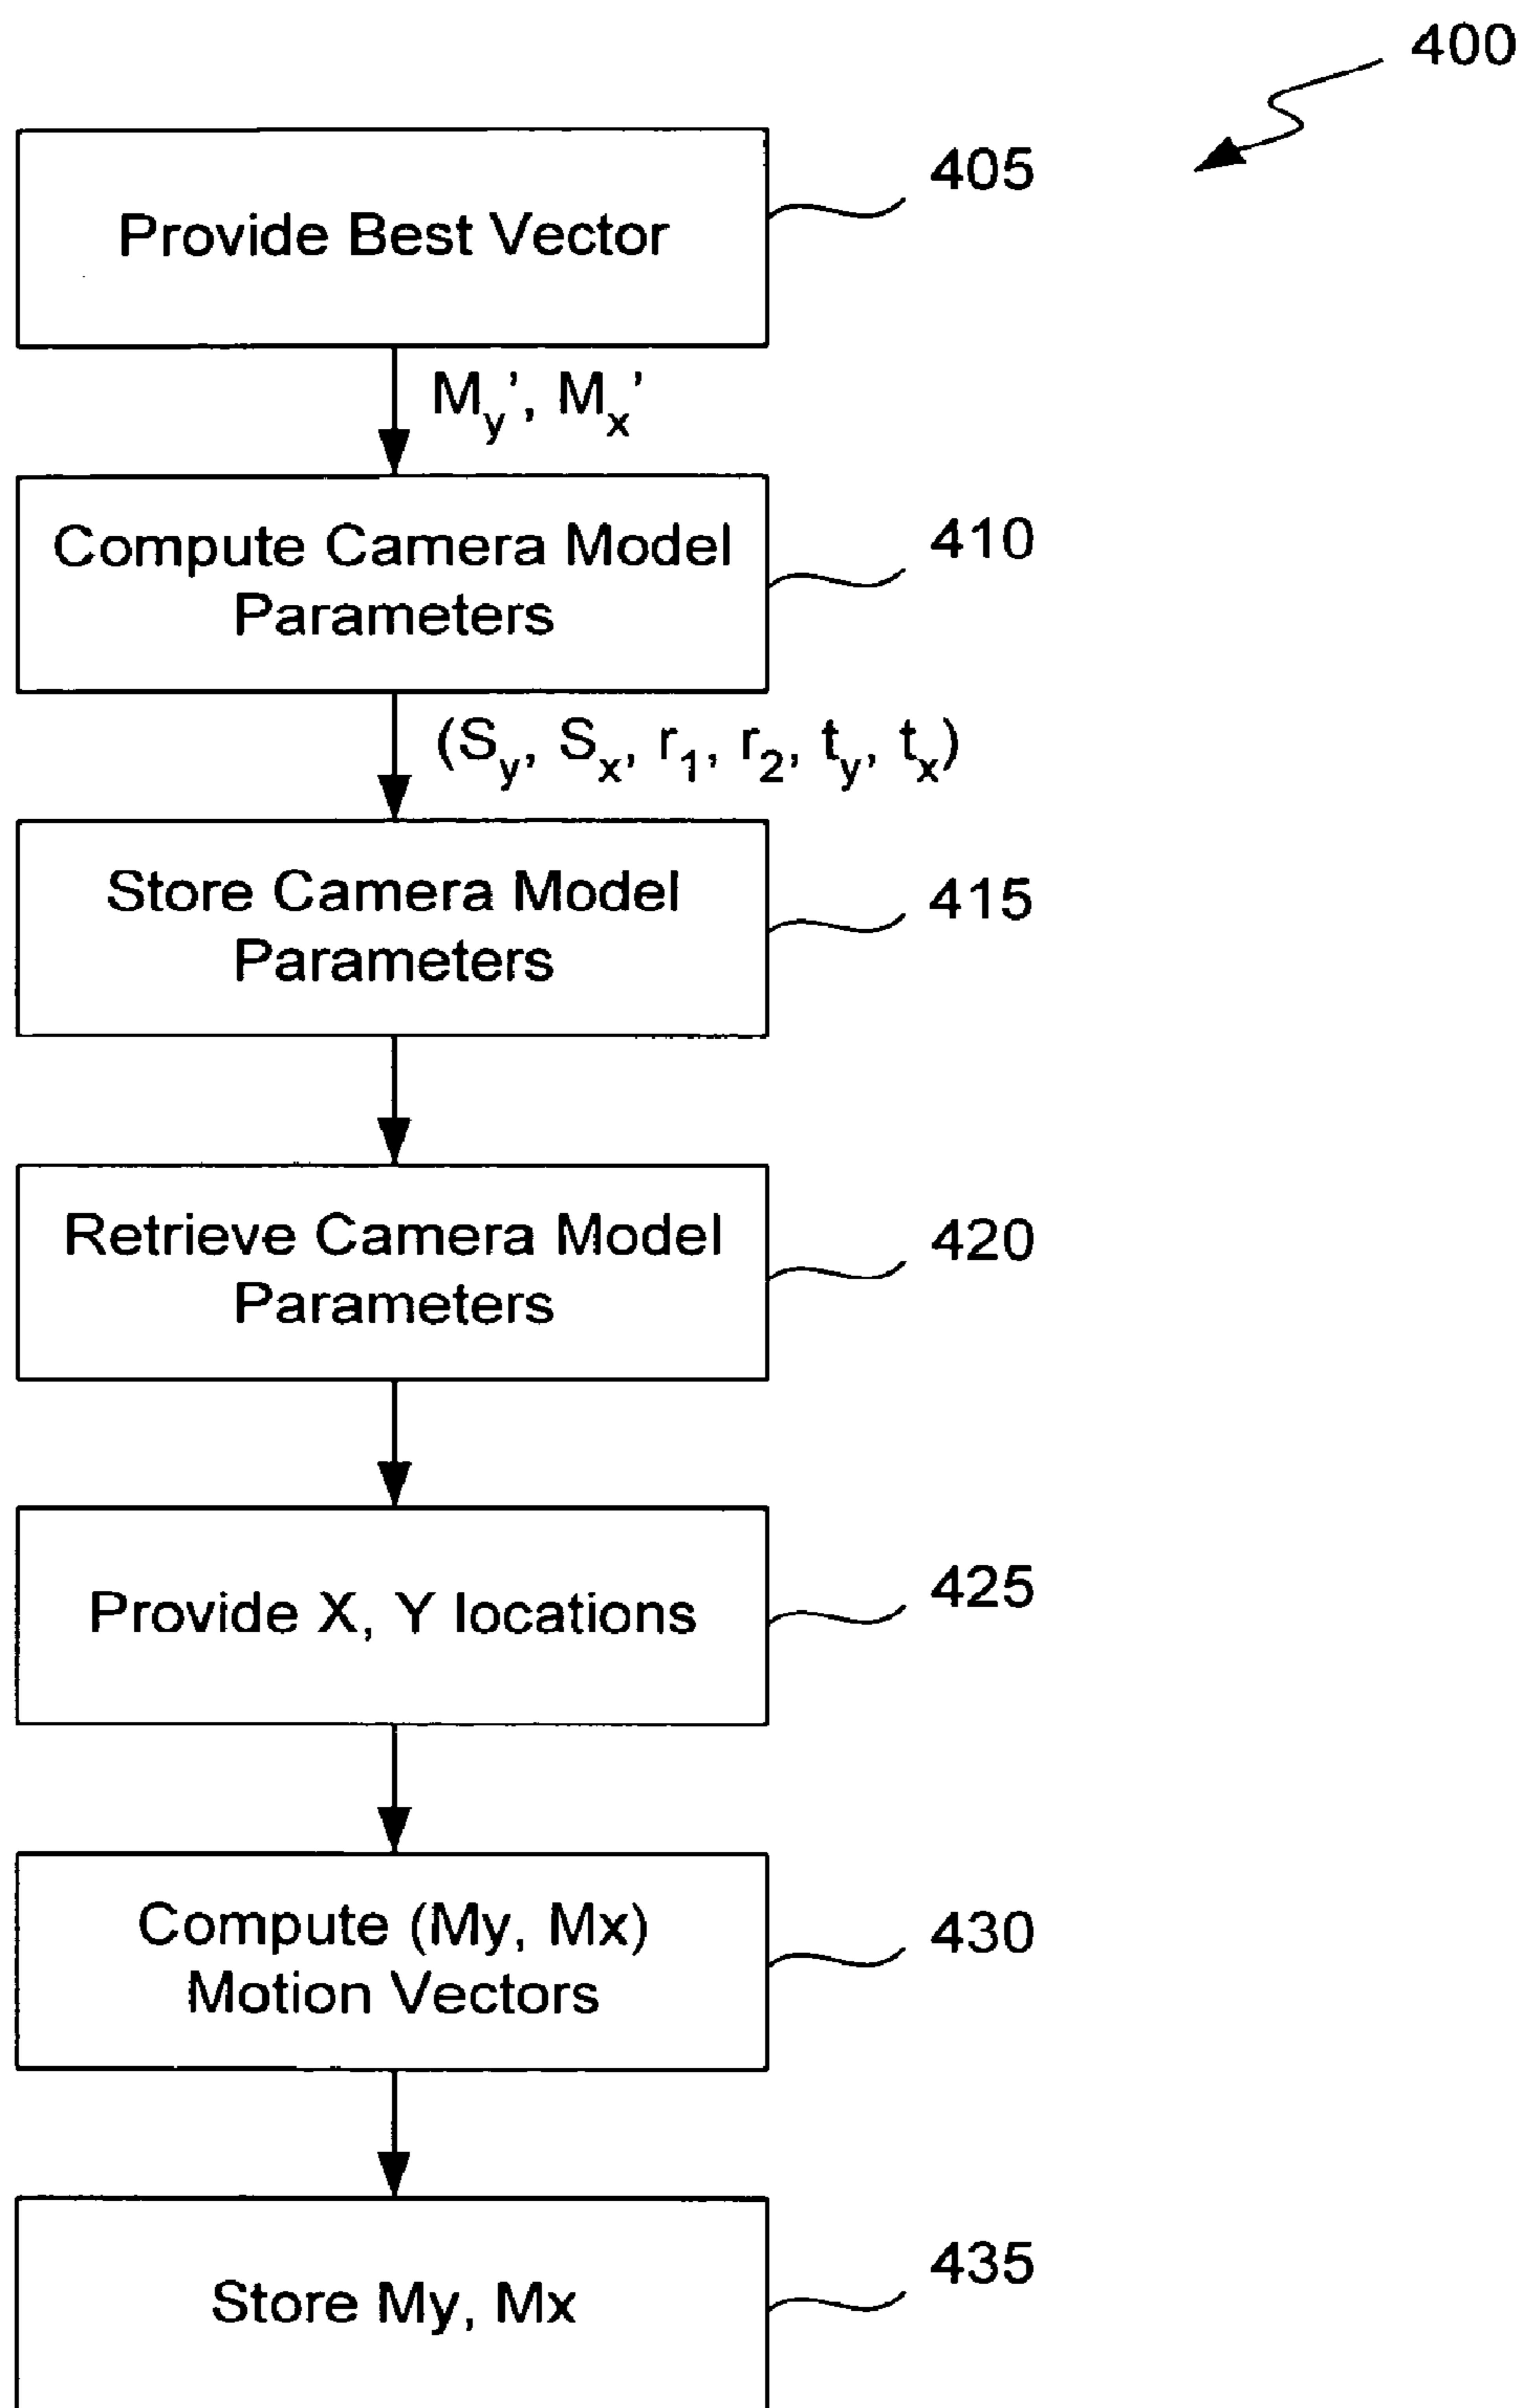 400
Provide Best Vector
405
My', Mx'
Compute Camera Model
Parameters
410
(Sy, Sx, r1, r2, ty, tx)
Store Camera Model
Parameters
415
Retrieve Camera Model
Parameters
420
Provide X, Y locations
425
Compute (My, Mx)
Motion Vectors
430
Store My, Mx
435